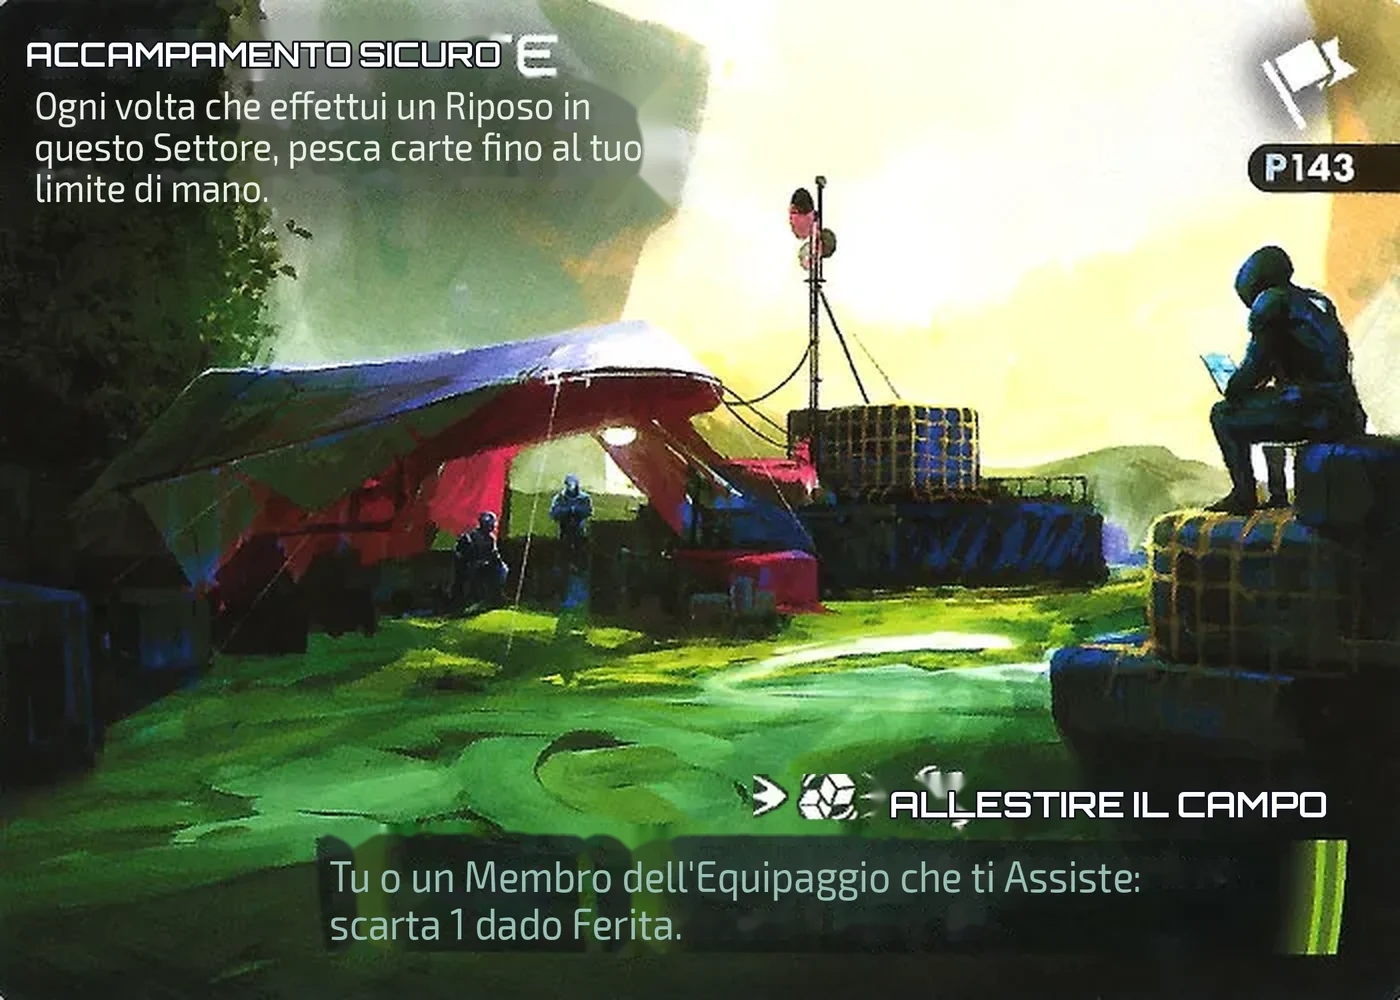 ACCAMPAMENTO SICURO E
Ogni volta che effettui un Riposo in
questo Settore, pesca carte fino al tuo
limite di mano.
P143
ALLESTIRE IL CAMPO
Tu o un Membro dell'Equipaggio che ti Assiste:
scarta 1 dado Ferita.